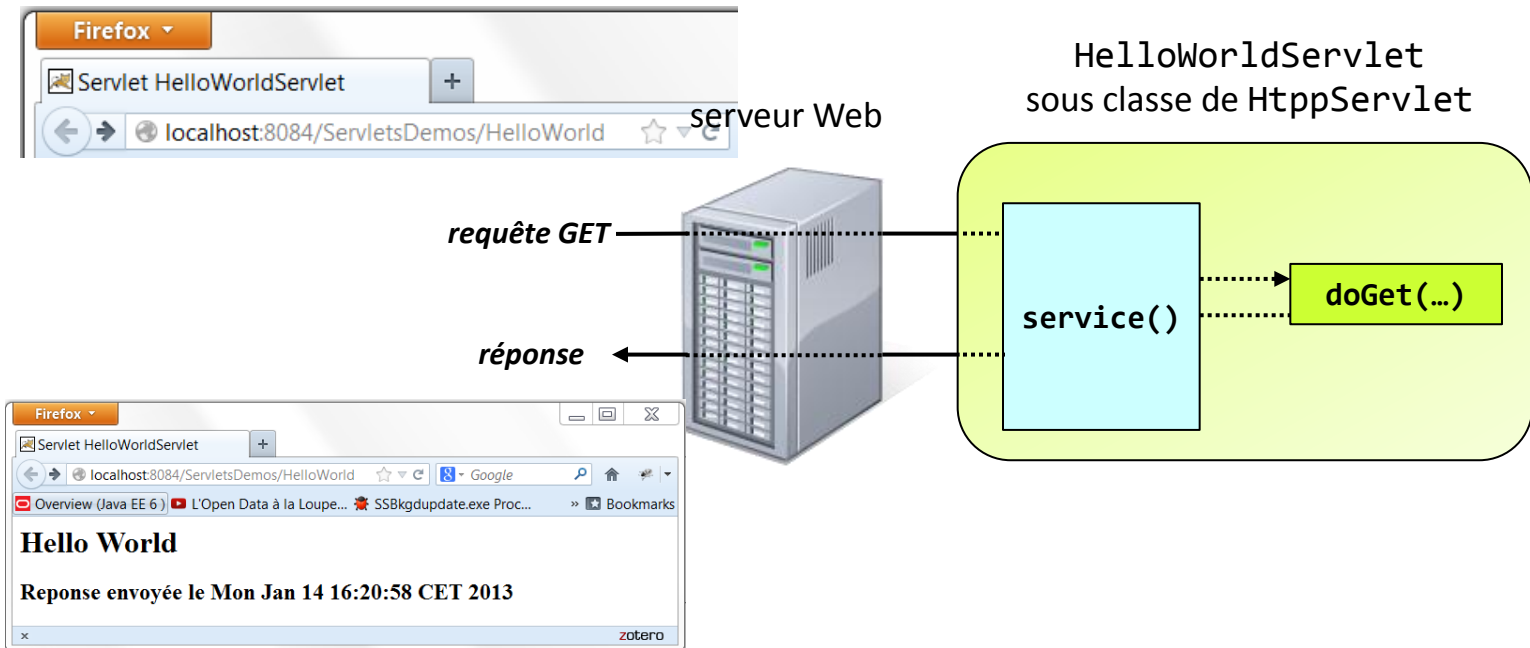 Firefox
Servlet HelloWorldServlet
+
localhost:8084/ServletsDemos/HelloWorld
serveur Web
HelloWorldServlet
sous classe de HtppServlet
requête GET
service()
doGet(…)
réponse
Firefox
Servlet HelloWorldServlet
+
localhost:8084/ServletsDemos/HelloWorld
8 - Google
Overview (Java EE 6 )
L'Open Data à la Loupe...
SSBkgdupdate.exe Proc...
» Bookmarks
Hello World
Reponse envoyée le Mon Jan 14 16:20:58 CET 2013
x
zotero